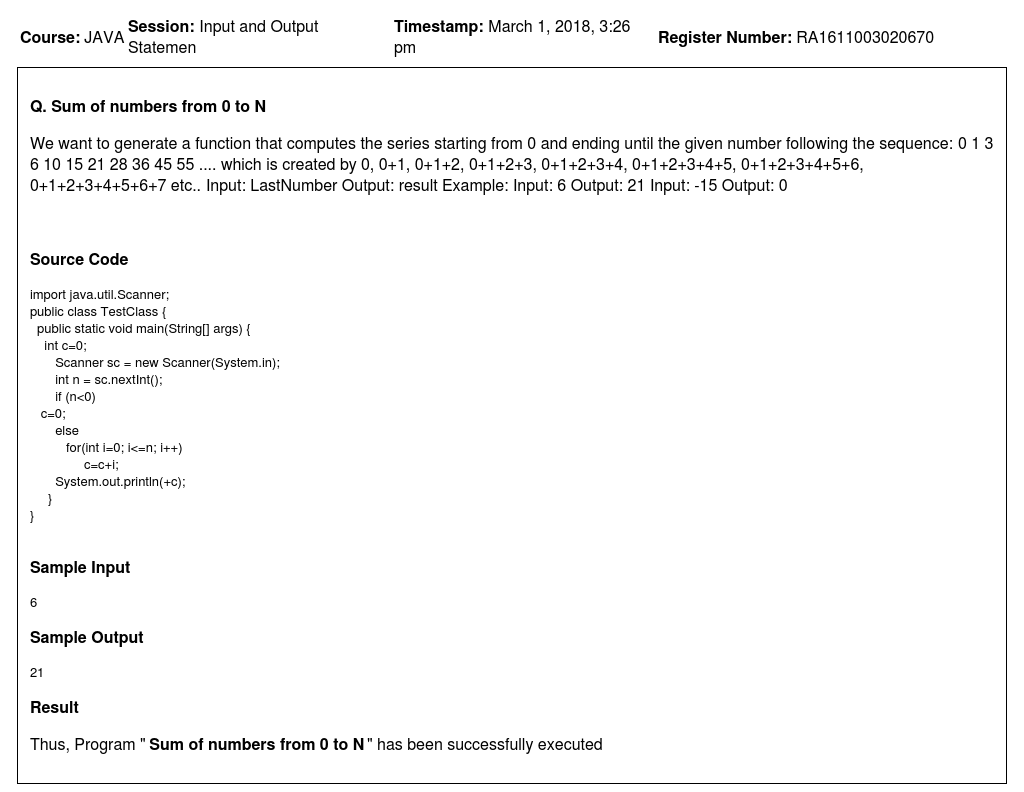 Course: JAVA Session: Input and Output Statemen Timestamp: March 1, 2018, 3:26 pm Register Number: RA1611003020670
Q. Sum of numbers from 0 to N
We want to generate a function that computes the series starting from 0 and ending until the given number following the sequence: 0 1 3
6 10 15 21 28 36 45 55 .... which is created by 0, 0+1, 0+1+2, 0+1+2+3, 0+1+2+3+4, 0+1+2+3+4+5, 0+1+2+3+4+5+6,
0+1+2+3+4+5+6+7 etc.. Input: LastNumber Output: result Example: Input: 6 Output: 21 Input: -15 Output: 0
Source Code
import java.util.Scanner;
public class TestClass {
public static void main(String[] args) {
int c=0;
Scanner sc = new Scanner(System.in);
int n = sc.nextInt();
if (n<0)
c=0;
else
for(int i=0; i<=n; i++)
c=c+i;
System.out.println(+c);
}
}
Sample Input
6
Sample Output
21
Result
Thus, Program " Sum of numbers from 0 to N " has been successfully executed